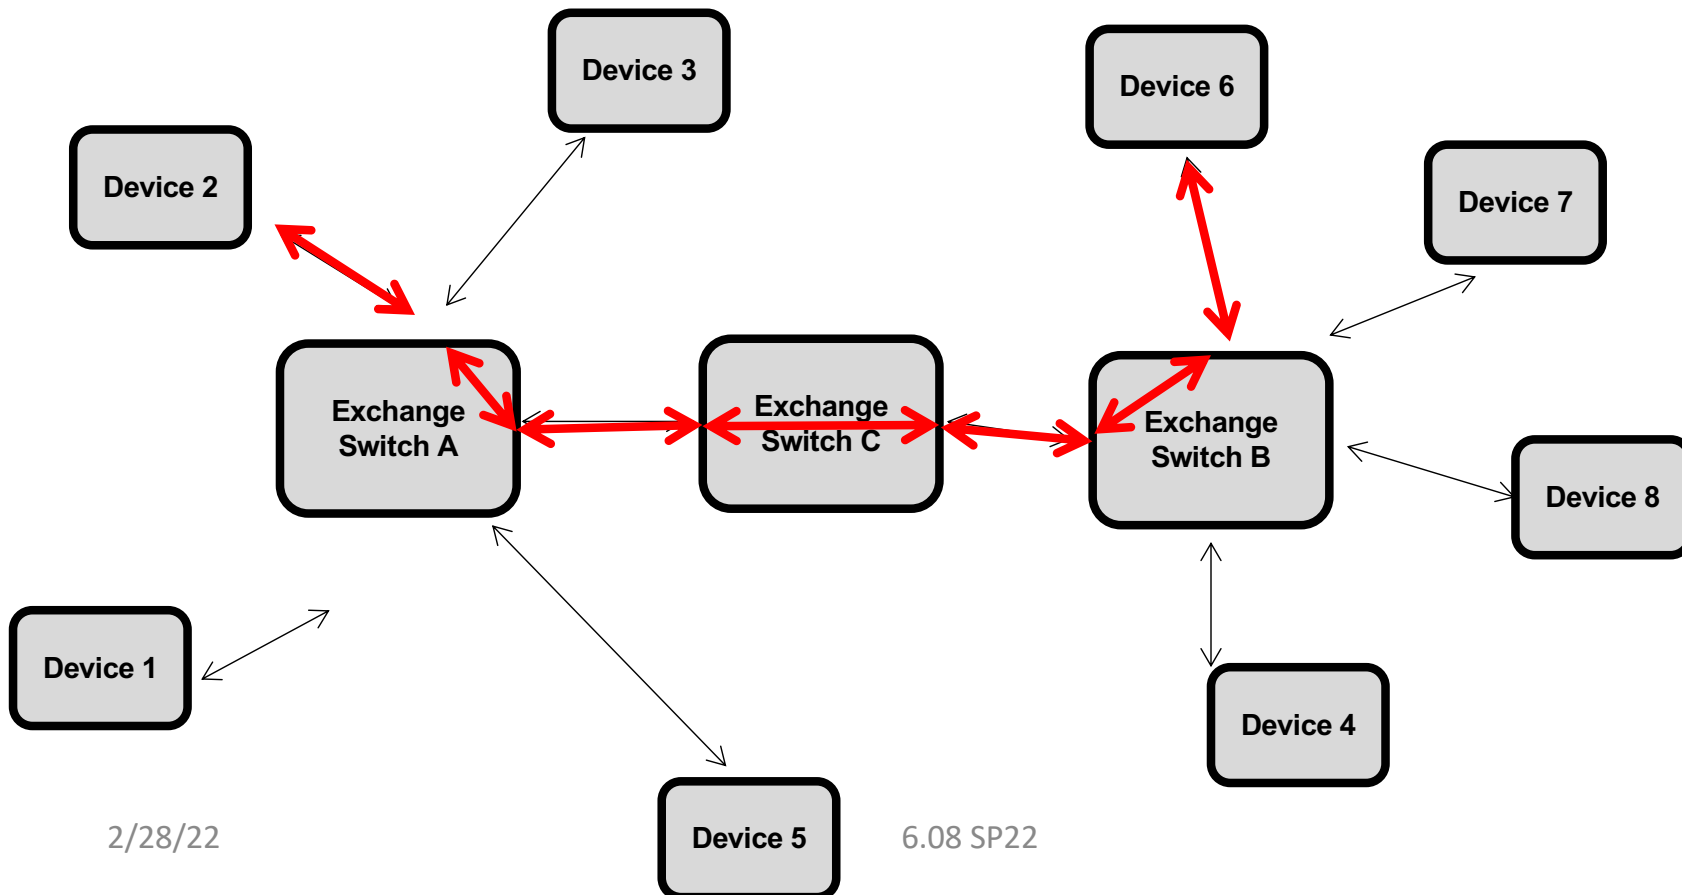 Device 3
Device 6
Device 2
Device 7
Exchange
Switch A
Exchange
Switch C
Exchange
Switch B
Device 8
Device 1
Device 4
Device 5
2/28/22
6.08 SP22